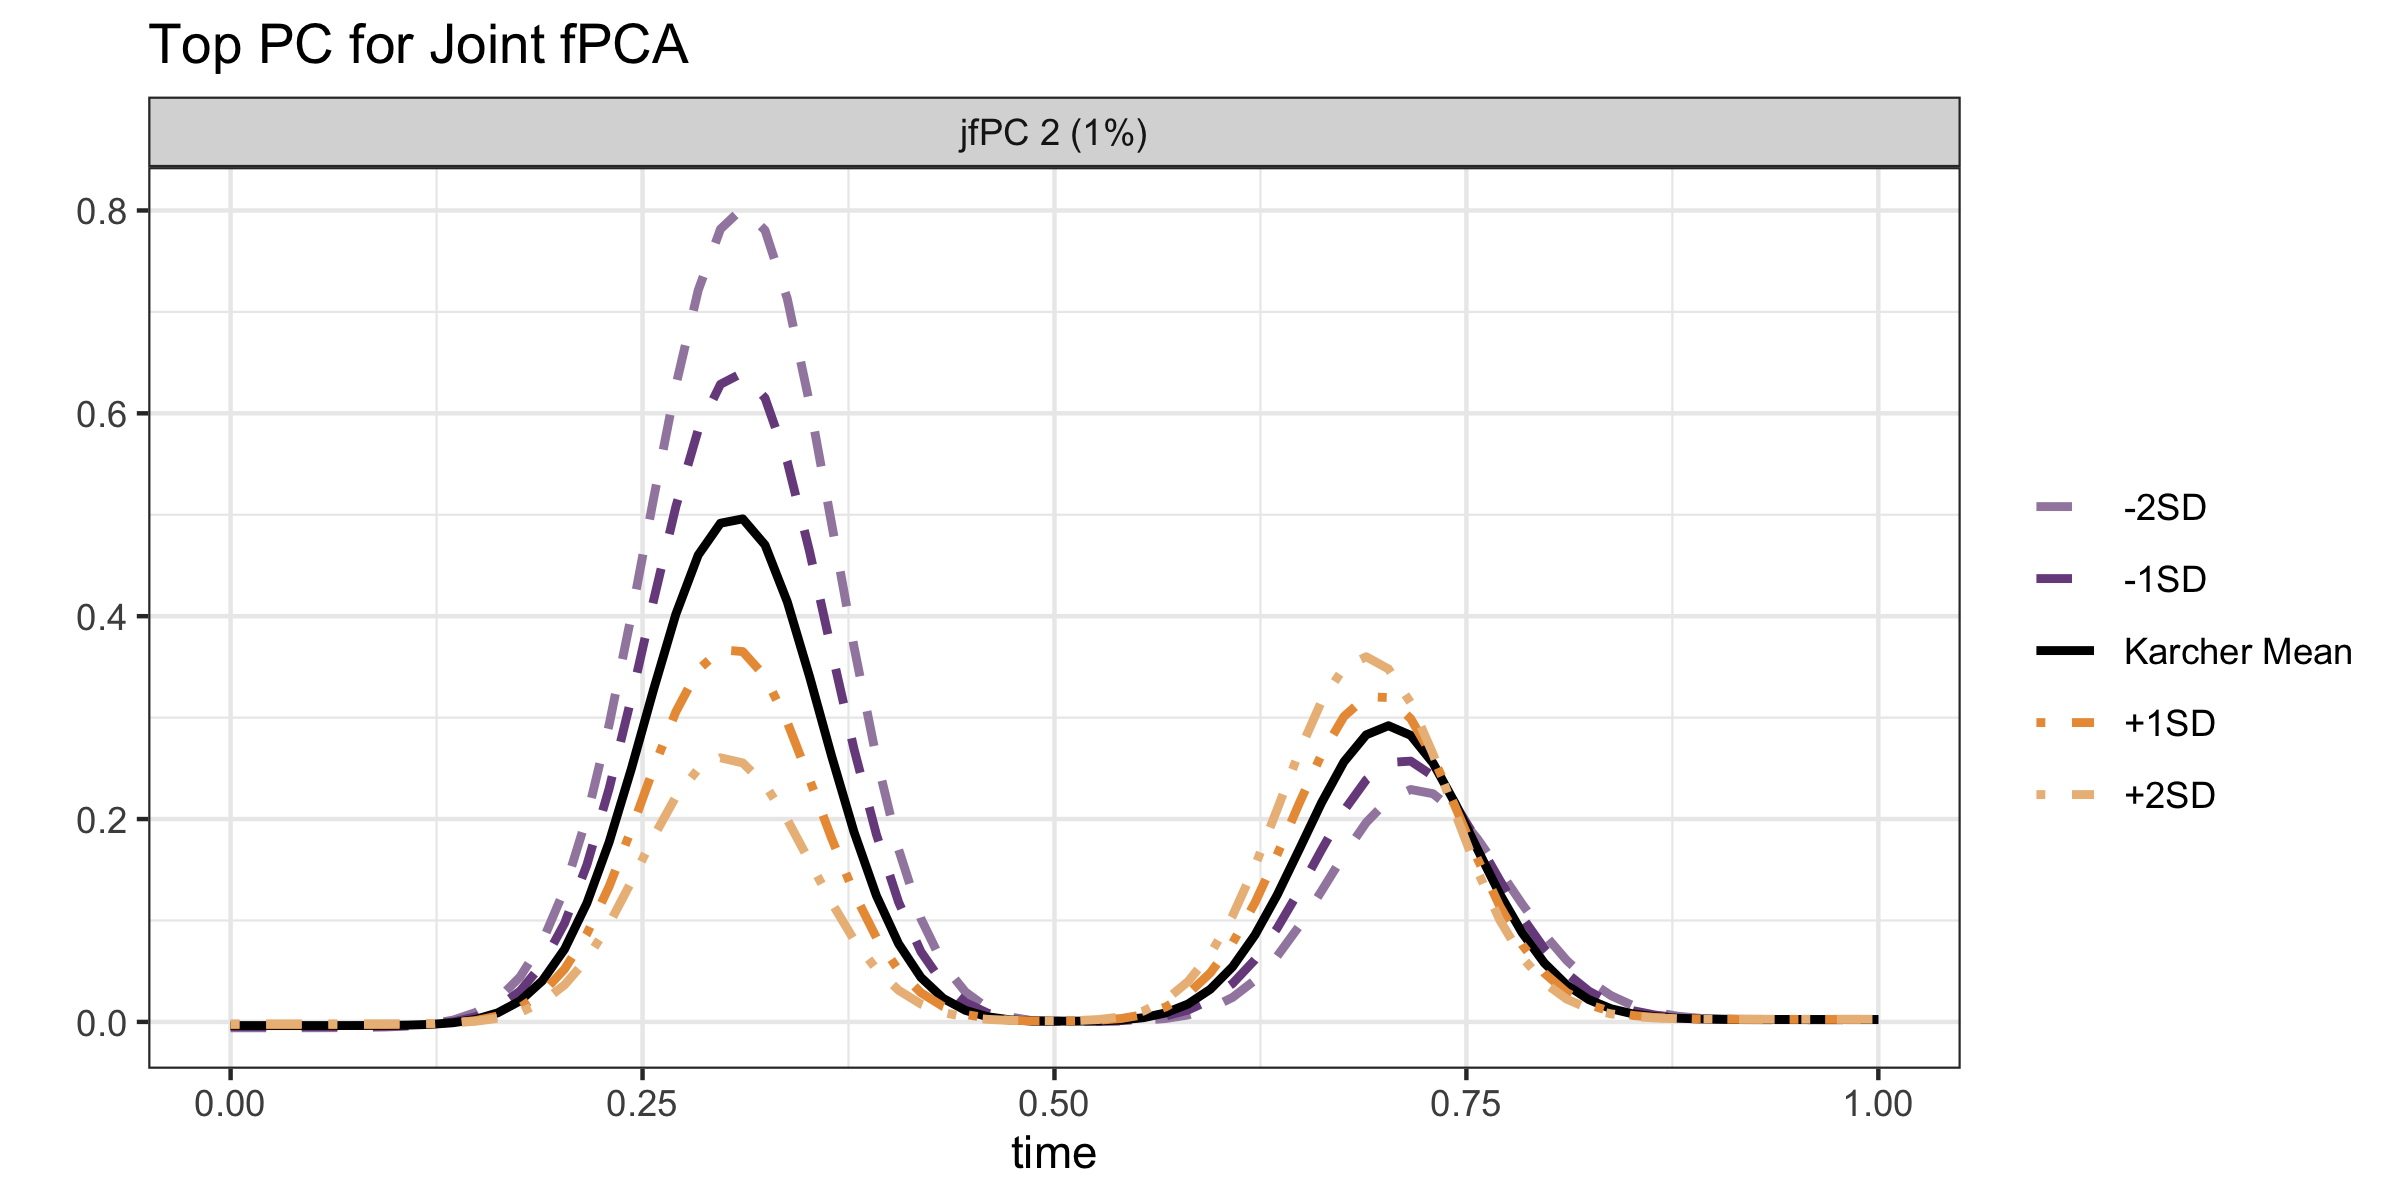 Top PC for Joint fPCA
jfPC 2 (1%)
0.8
0.6
0.4
0.2
0.0
0.00 0.25 0.50 0.75 1.00
time
-2SD
-1SD
Karcher Mean
+1SD
+2SD